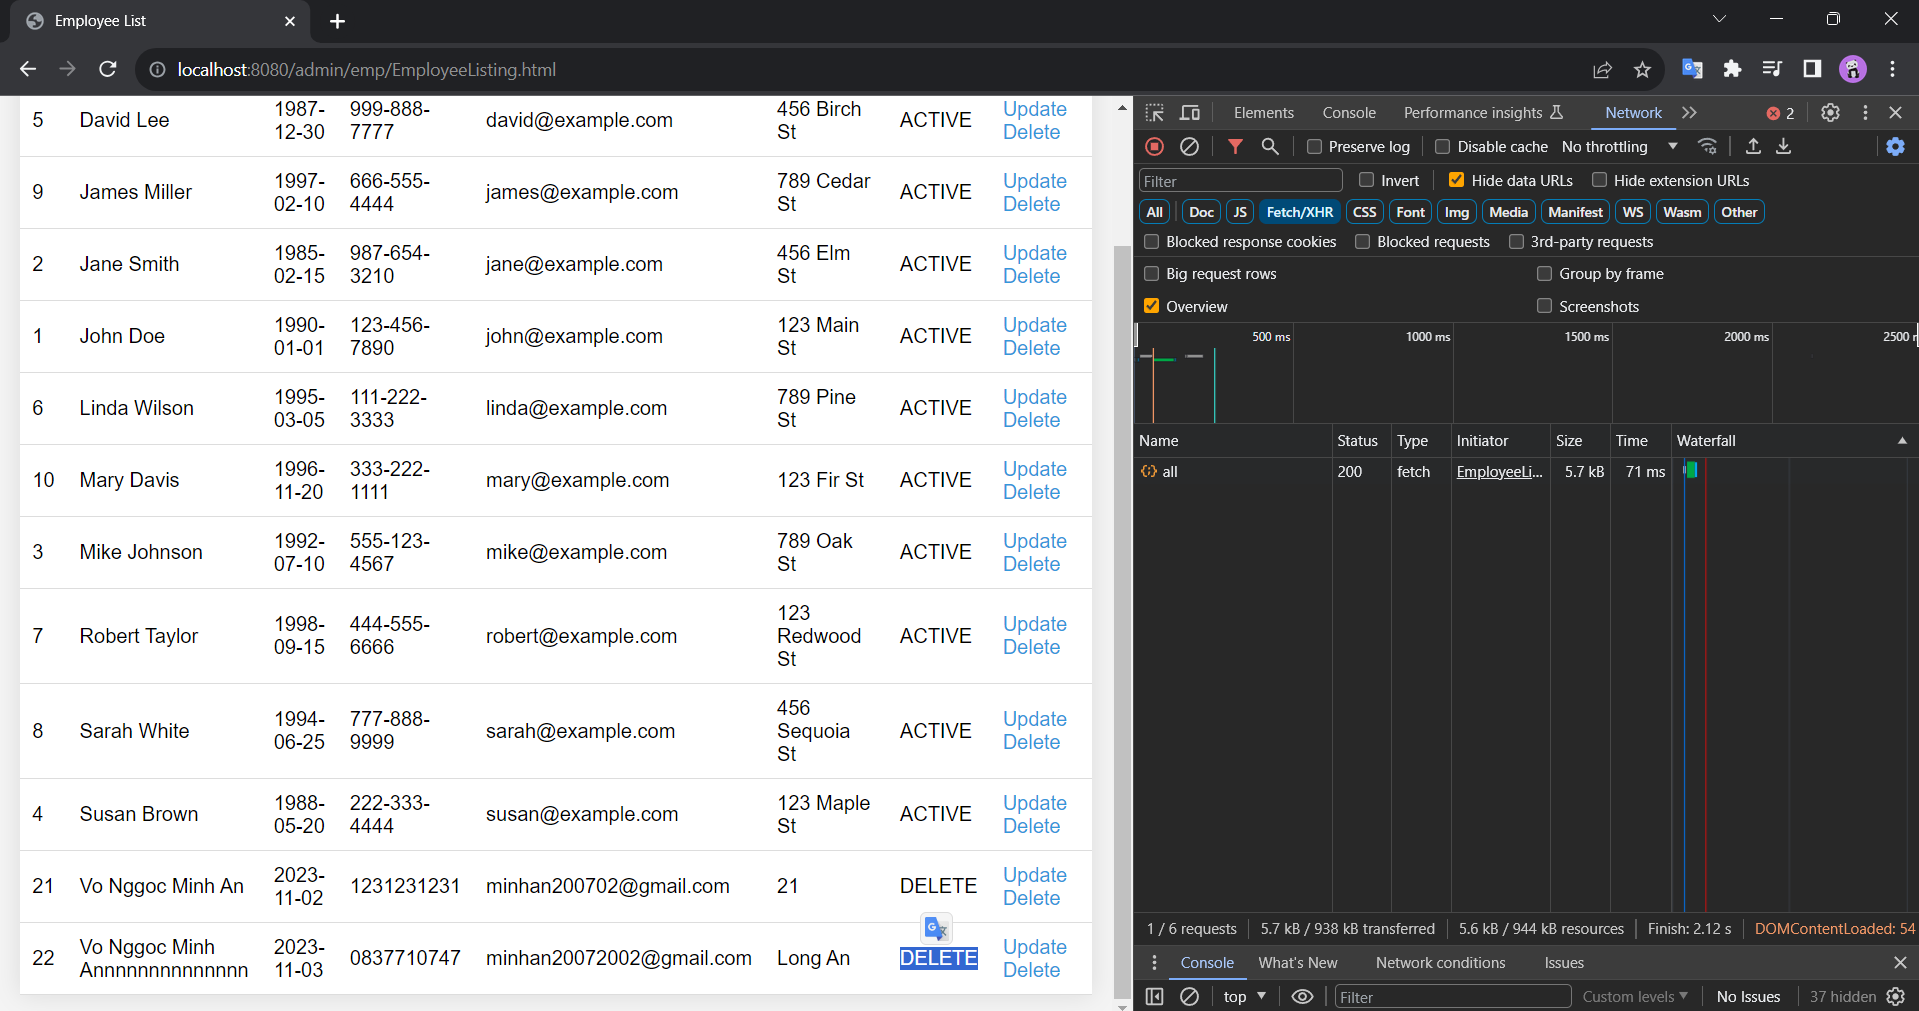 Employee List
localhost:8080/admin/emp/EmployeeListing.html
5 David Lee 1987-12-30 999-888-7777 david@example.com 456 Birch St ACTIVE Update Delete
9 James Miller 1997-02-10 666-555-4444 james@example.com 789 Cedar St ACTIVE Update Delete
2 Jane Smith 1985-02-15 987-654-3210 jane@example.com 456 Elm St ACTIVE Update Delete
1 John Doe 1990-01-01 123-456-7890 john@example.com 123 Main St ACTIVE Update Delete
6 Linda Wilson 1995-03-05 111-222-3333 linda@example.com 789 Pine St ACTIVE Update Delete
10 Mary Davis 1996-11-20 333-222-1111 mary@example.com 123 Fir St ACTIVE Update Delete
3 Mike Johnson 1992-07-10 555-123-4567 mike@example.com 789 Oak St ACTIVE Update Delete
7 Robert Taylor 1998-09-15 444-555-6666 robert@example.com 123 Redwood St ACTIVE Update Delete
8 Sarah White 1994-06-25 777-888-9999 sarah@example.com 456 Sequoia St ACTIVE Update Delete
4 Susan Brown 1988-05-20 222-333-4444 susan@example.com 123 Maple St ACTIVE Update Delete
21 Vo Nggoc Minh An 2023-11-02 1231231231 minhan200702@gmail.com 21 DELETE Update Delete
22 Vo Nggoc Minh Annnnnnnnnnnnnn 2023-11-03 0837710747 minhan20072002@gmail.com Long An DELETE Update Delete
Elements Console Performance insights Network 2
Preserve log Disable cache No throttling
Filter Invert Hide data URLs Hide extension URLs
All Doc JS Fetch/XHR CSS Font Img Media Manifest WS Wasm Other
Blocked response cookies Blocked requests 3rd-party requests
Big request rows Group by frame
Overview Screenshots
500 ms 1000 ms 1500 ms 2000 ms 2500
Name Status Type Initiator Size Time Waterfall
all 200 fetch EmployeeLi... 5.7 kB 71 ms
1 / 6 requests 5.7 kB / 938 kB transferred 5.6 kB / 944 kB resources Finish: 2.12 s DOMContentLoaded: 54
Console What's New Network conditions Issues
top Filter Custom levels No Issues 37 hidden